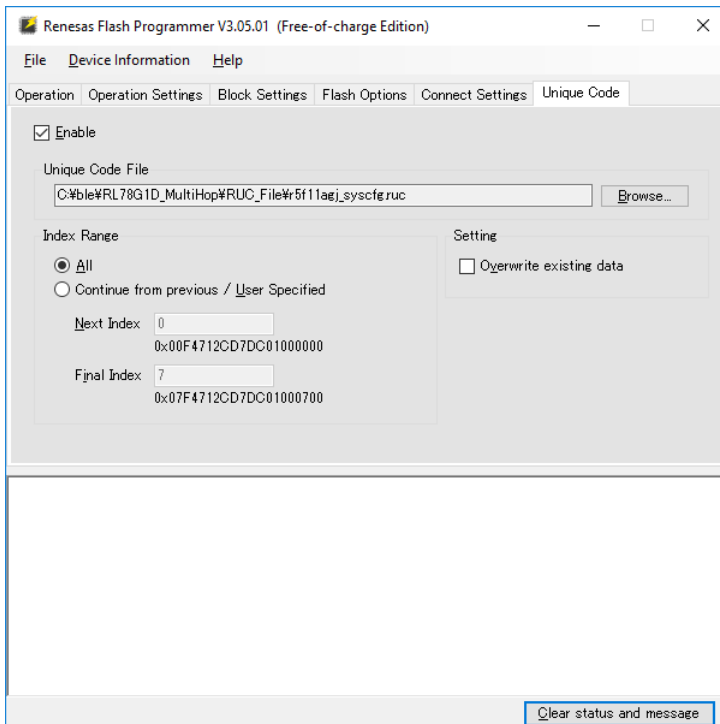 Renesas Flash Programmer V3.05.01 (Free-of-charge Edition)
File Device Information Help
Operation Operation Settings Block Settings Flash Options Connect Settings Unique Code
Enable
Unique Code File
C:¥ble¥RL78G1D_MultiHop¥RUC_File¥r5f11agj_syscfg.ruc Browse...
Index Range Setting
All Overwrite existing data
Continue from previous / User Specified
Next Index 0
0x00F4712CD7DC01000000
Final Index 7
0x07F4712CD7DC01000700
Clear status and message